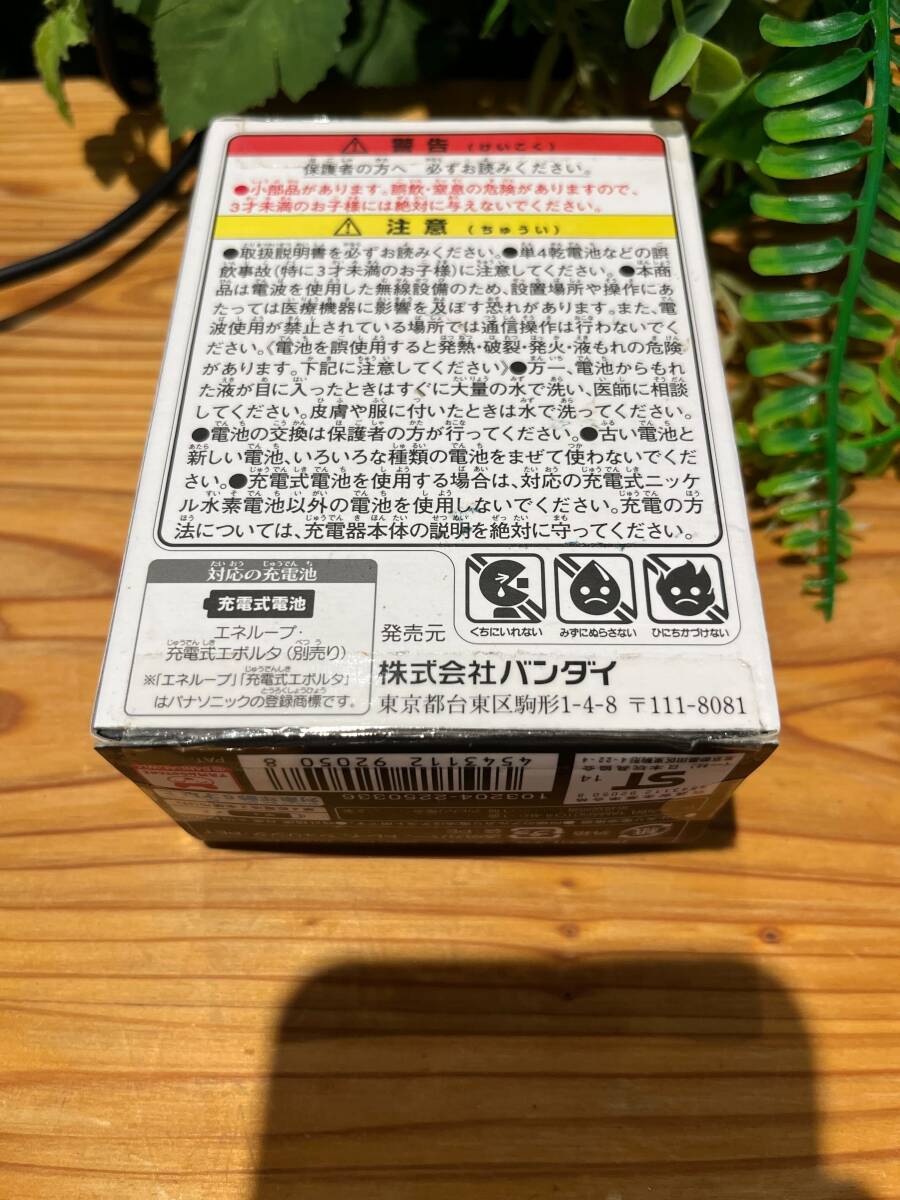 ⚠ 警告 (けいこく)
保護者の方へ 必ずお読みください。
●小部品があります。誤飲・窒息の危険がありますので、
3才未満のお子様には絶対に与えないでください。
⚠ 注意 (ちゅうい)
●取扱説明書を必ずお読みください。●単4乾電池などの誤
飲事故(特に3才未満のお子様)に注意してください。●本商
品は電波を使用した無線設備のため、設置場所や操作にあ
たっては医療機器に影響を及ぼす恐れがあります。また、電
波使用が禁止されている場所では通信操作は行わないでく
ださい。《電池を誤使用すると発熱・破裂・発火・液もれの危険
があります。下記に注意してください》●万一、電池からもれ
た液が目に入ったときはすぐに大量の水で洗い、医師に相談
してください。皮膚や服に付いたときは水で洗ってください。
●電池の交換は保護者の方が行ってください。●古い電池と
新しい電池、いろいろな種類の電池をまぜて使わないでくださ
い。●充電式電池を使用する場合は、対応の充電式ニッケ
ル水素電池以外の電池を使用しないでください。充電の方
法については、充電器本体の説明を絶対に守ってください。
対応の充電池
充電式電池
エネループ・
充電式エボルタ(別売り)
※「エネループ」「充電式エボルタ」
はパナソニックの登録商標です。
くちにいれない
みずにぬらさない
ひにちかづけない
発売元
株式会社バンダイ
東京都台東区駒形1-4-8 〒111-8081
4543112 920508
103204-2250336
ST
14
PAT.